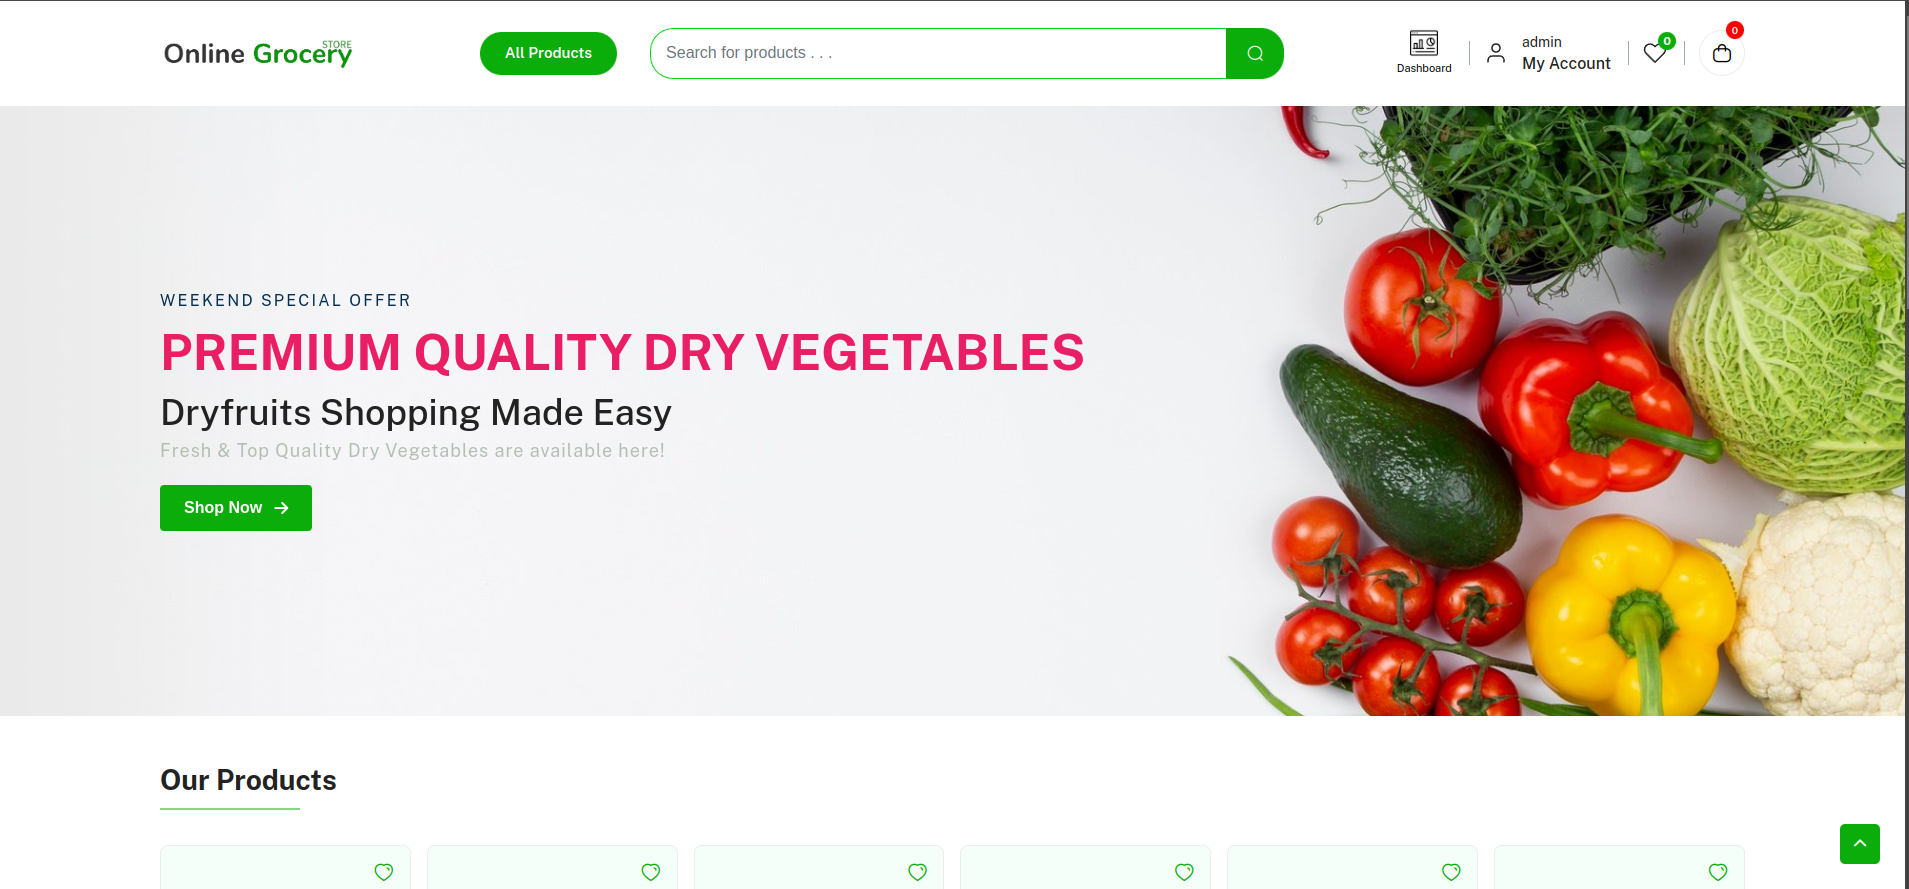 Online Grocery STORE
All Products
Search for products . . .
Dashboard
admin
My Account
0
0
WEEKEND SPECIAL OFFER
PREMIUM QUALITY DRY VEGETABLES
Dryfruits Shopping Made Easy
Fresh & Top Quality Dry Vegetables are available here!
Shop Now
Our Products